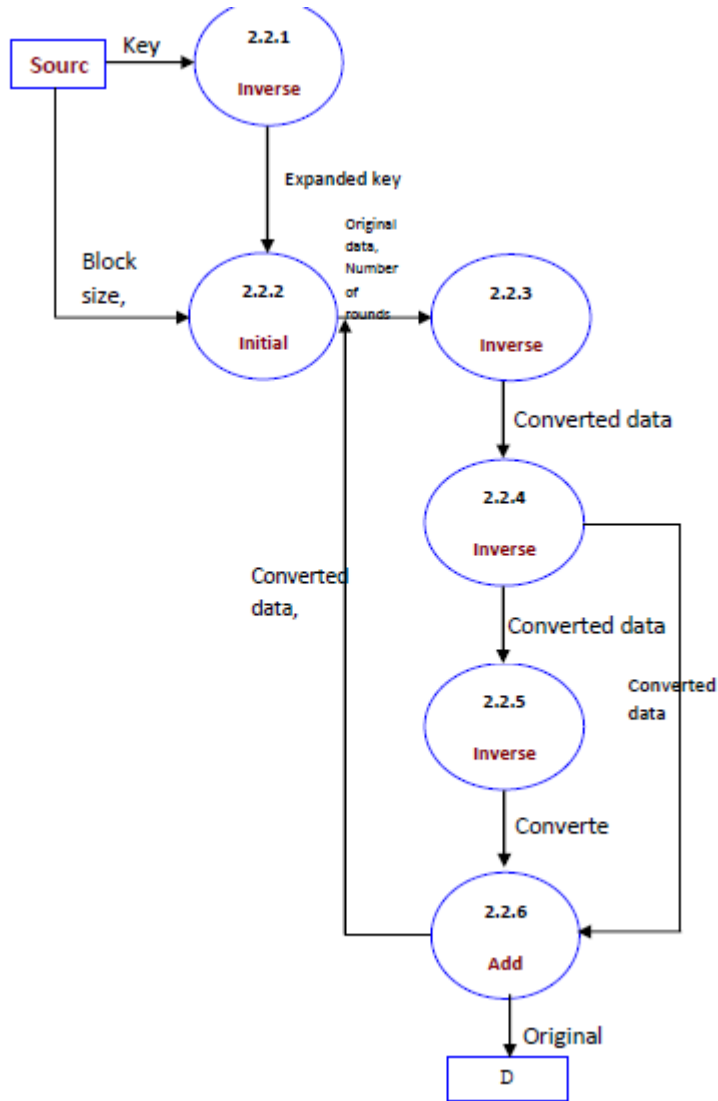 Key
Sourc
2.2.1
Inverse
Expanded key
Block
size,
2.2.2
Initial
Original
data,
Number
of
rounds
2.2.3
Inverse
Converted data
2.2.4
Inverse
Converted
data,
Converted data
Converted
data
2.2.5
Inverse
Converte
2.2.6
Add
Original
D